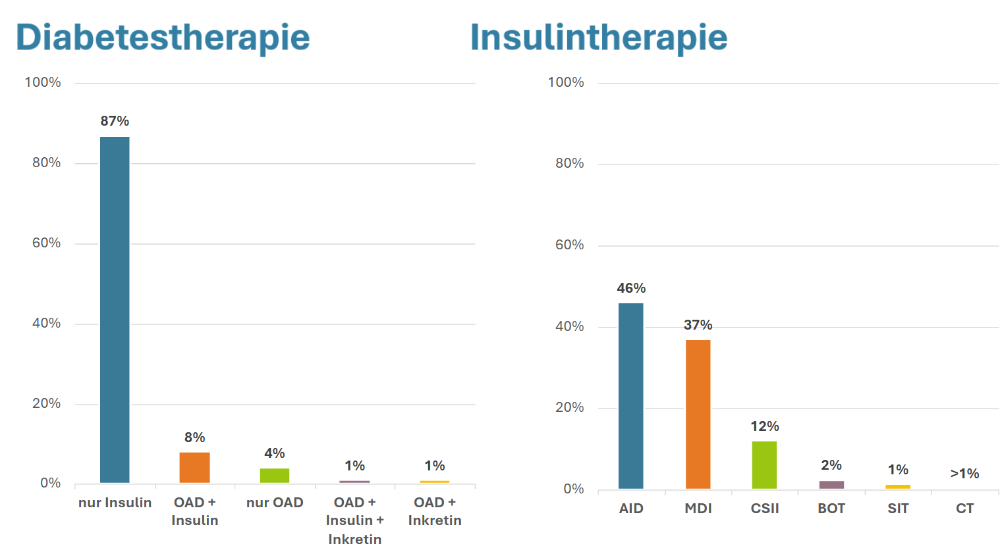 Diabetestherapie
100%
80%
60%
40%
20%
0%
87%
8%
4%
1%
1%
nur Insulin
OAD +
Insulin
nur OAD
OAD +
Insulin +
Inkretin
OAD +
Inkretin
Insulintherapie
100%
80%
60%
40%
20%
0%
46%
37%
12%
2%
1%
>1%
AID
MDI
CSII
BOT
SIT
CT